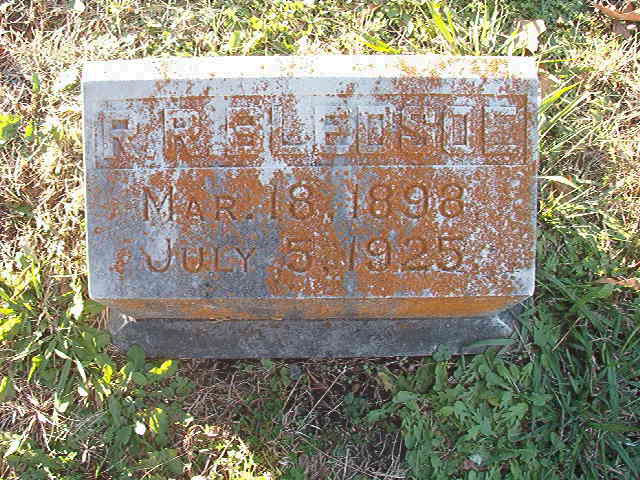 R.R. BLEDSOE
MAR. 18, 1898.
JULY 5, 1925